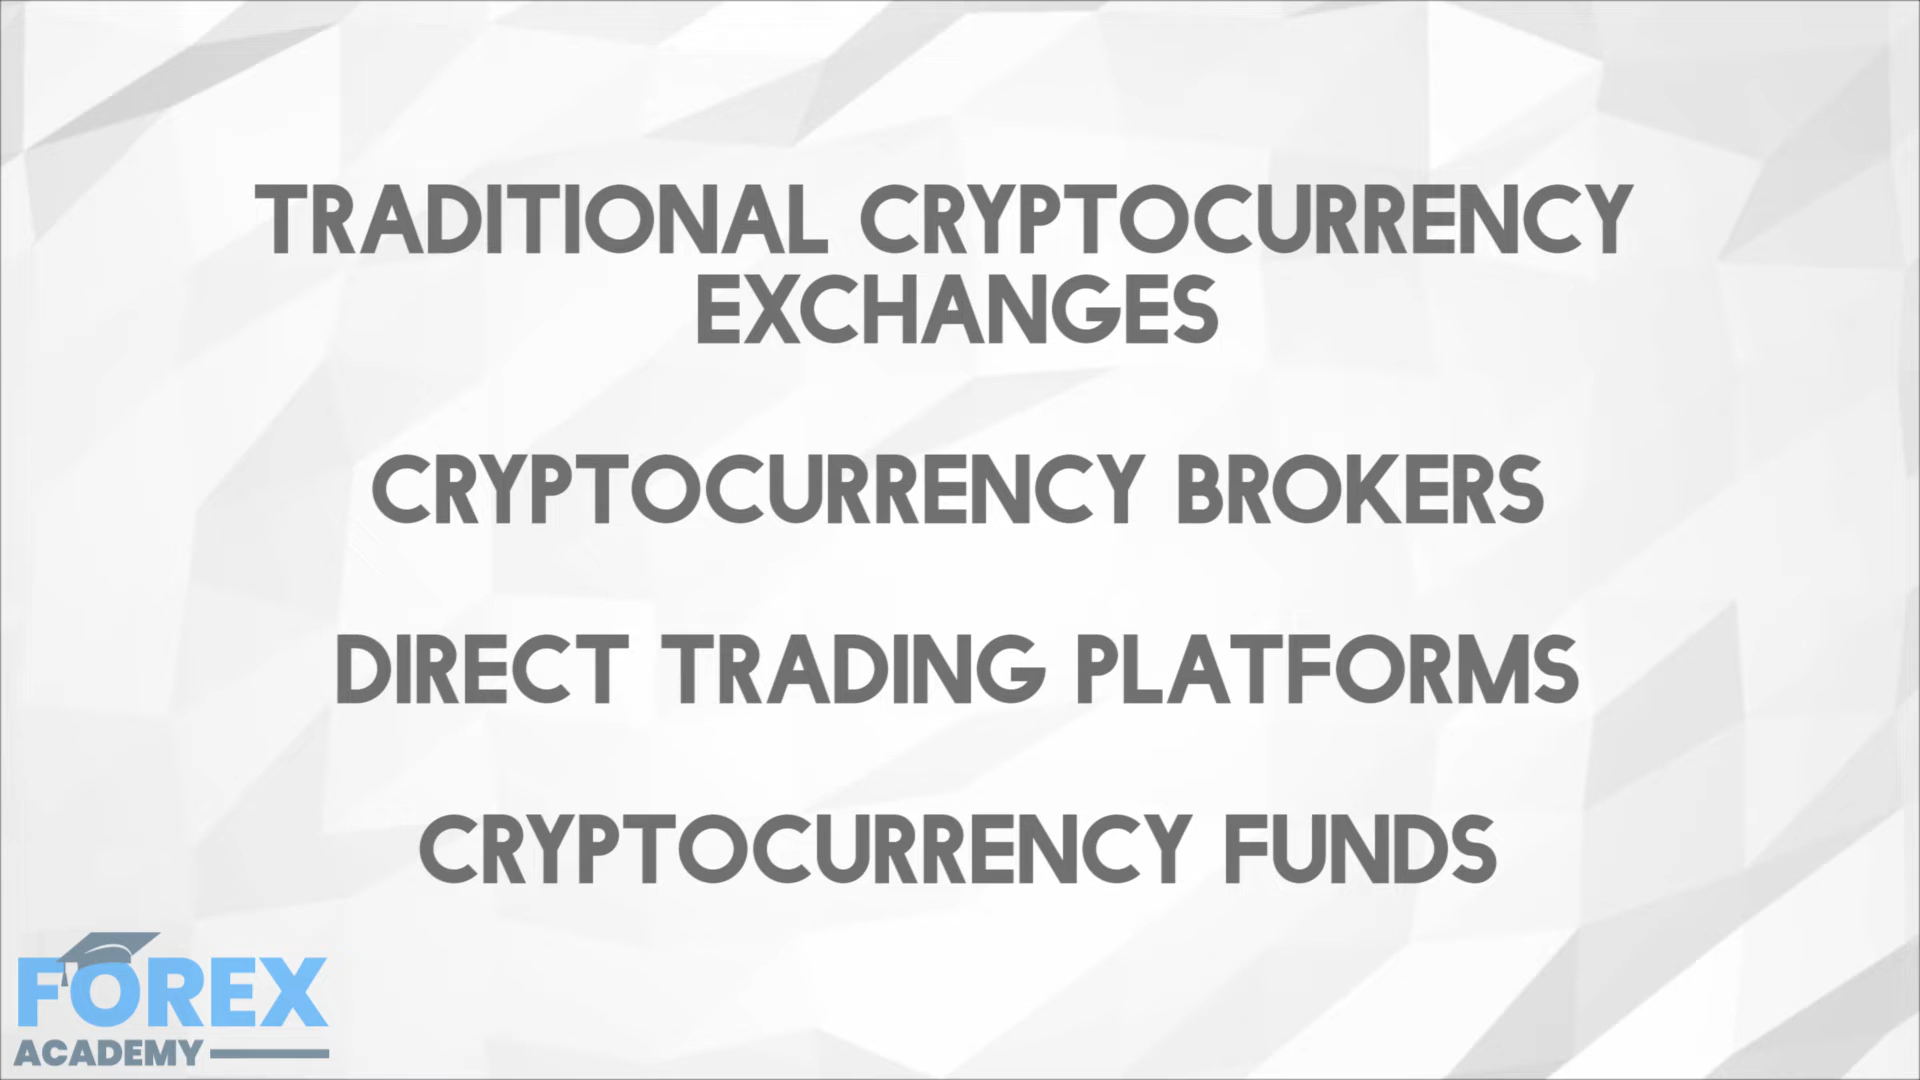 TRADITIONAL CRYPTOCURRENCY
EXCHANGES
CRYPTOCURRENCY BROKERS
DIRECT TRADING PLATFORMS
CRYPTOCURRENCY FUNDS
FOREX
ACADEMY